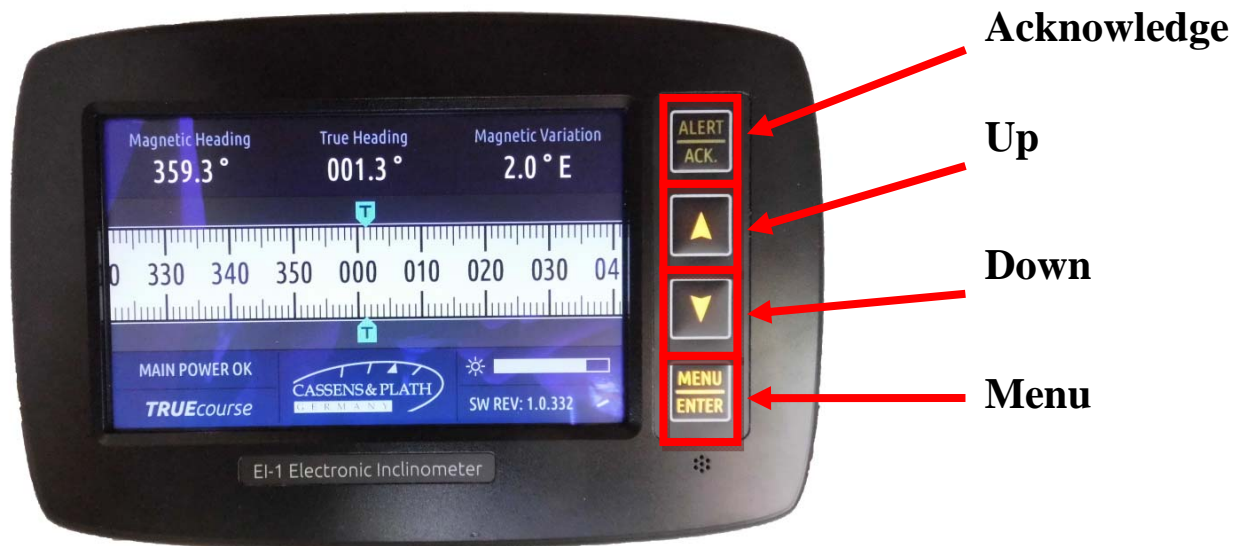 Acknowledge
Up
Down
Menu
Magnetic Heading True Heading Magnetic Variation
359.3 ° 001.3 ° 2.0 ° E
T
0 330 340 350 000 010 020 030 04
T
MAIN POWER OK
TRUEcourse
CASSENS & PLATH
GERMANY
SW REV: 1.0.332
ALERT
ACK.
MENU
ENTER
EI-1 Electronic Inclinometer